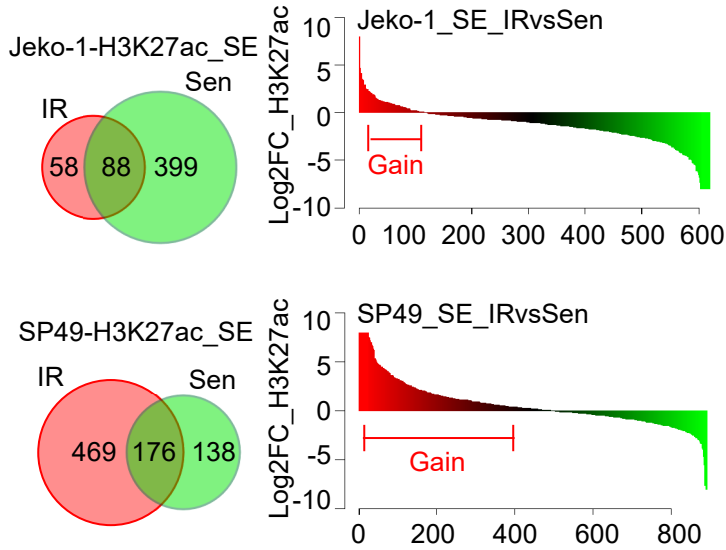 Jeko-1-H3K27ac_SE
IR
Sen
58 88 399
Jeko-1_SE_IRvsSen
Log2FC_H3K27ac
10
5
0
-5
-10
Gain
0 100 300 400 500 600
SP49-H3K27ac_SE
IR
Sen
469 176 138
SP49_SE_IRvsSen
Log2FC_H3K27ac
10
5
0
-5
-10
Gain
0 200 400 600 800